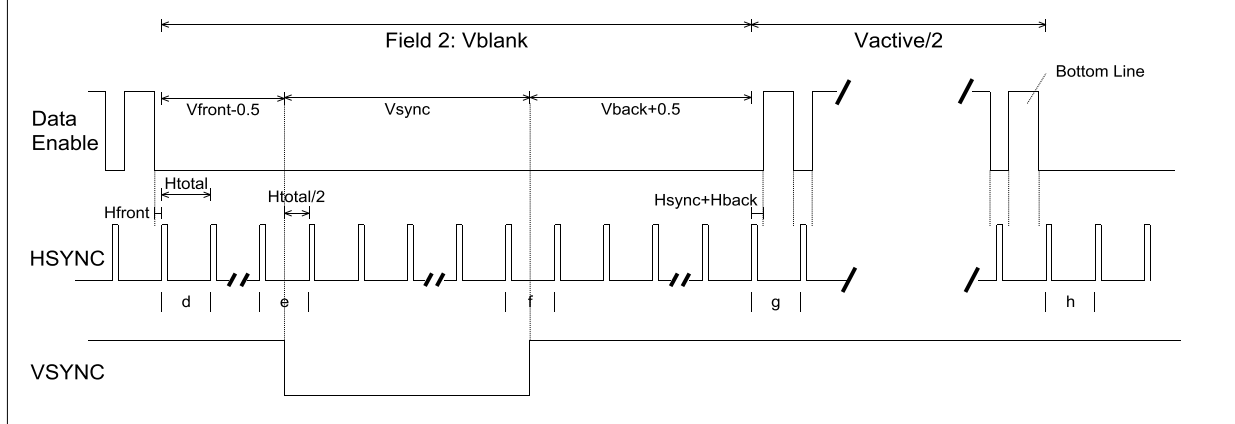 Field 2: Vblank
Vactive/2
Bottom Line
Data
Enable
Vfront-0.5
Vsync
Vback+0.5
Htotal
Htotal/2
Hfront
Hsync+Hback
HSYNC
d
e
f
g
h
VSYNC